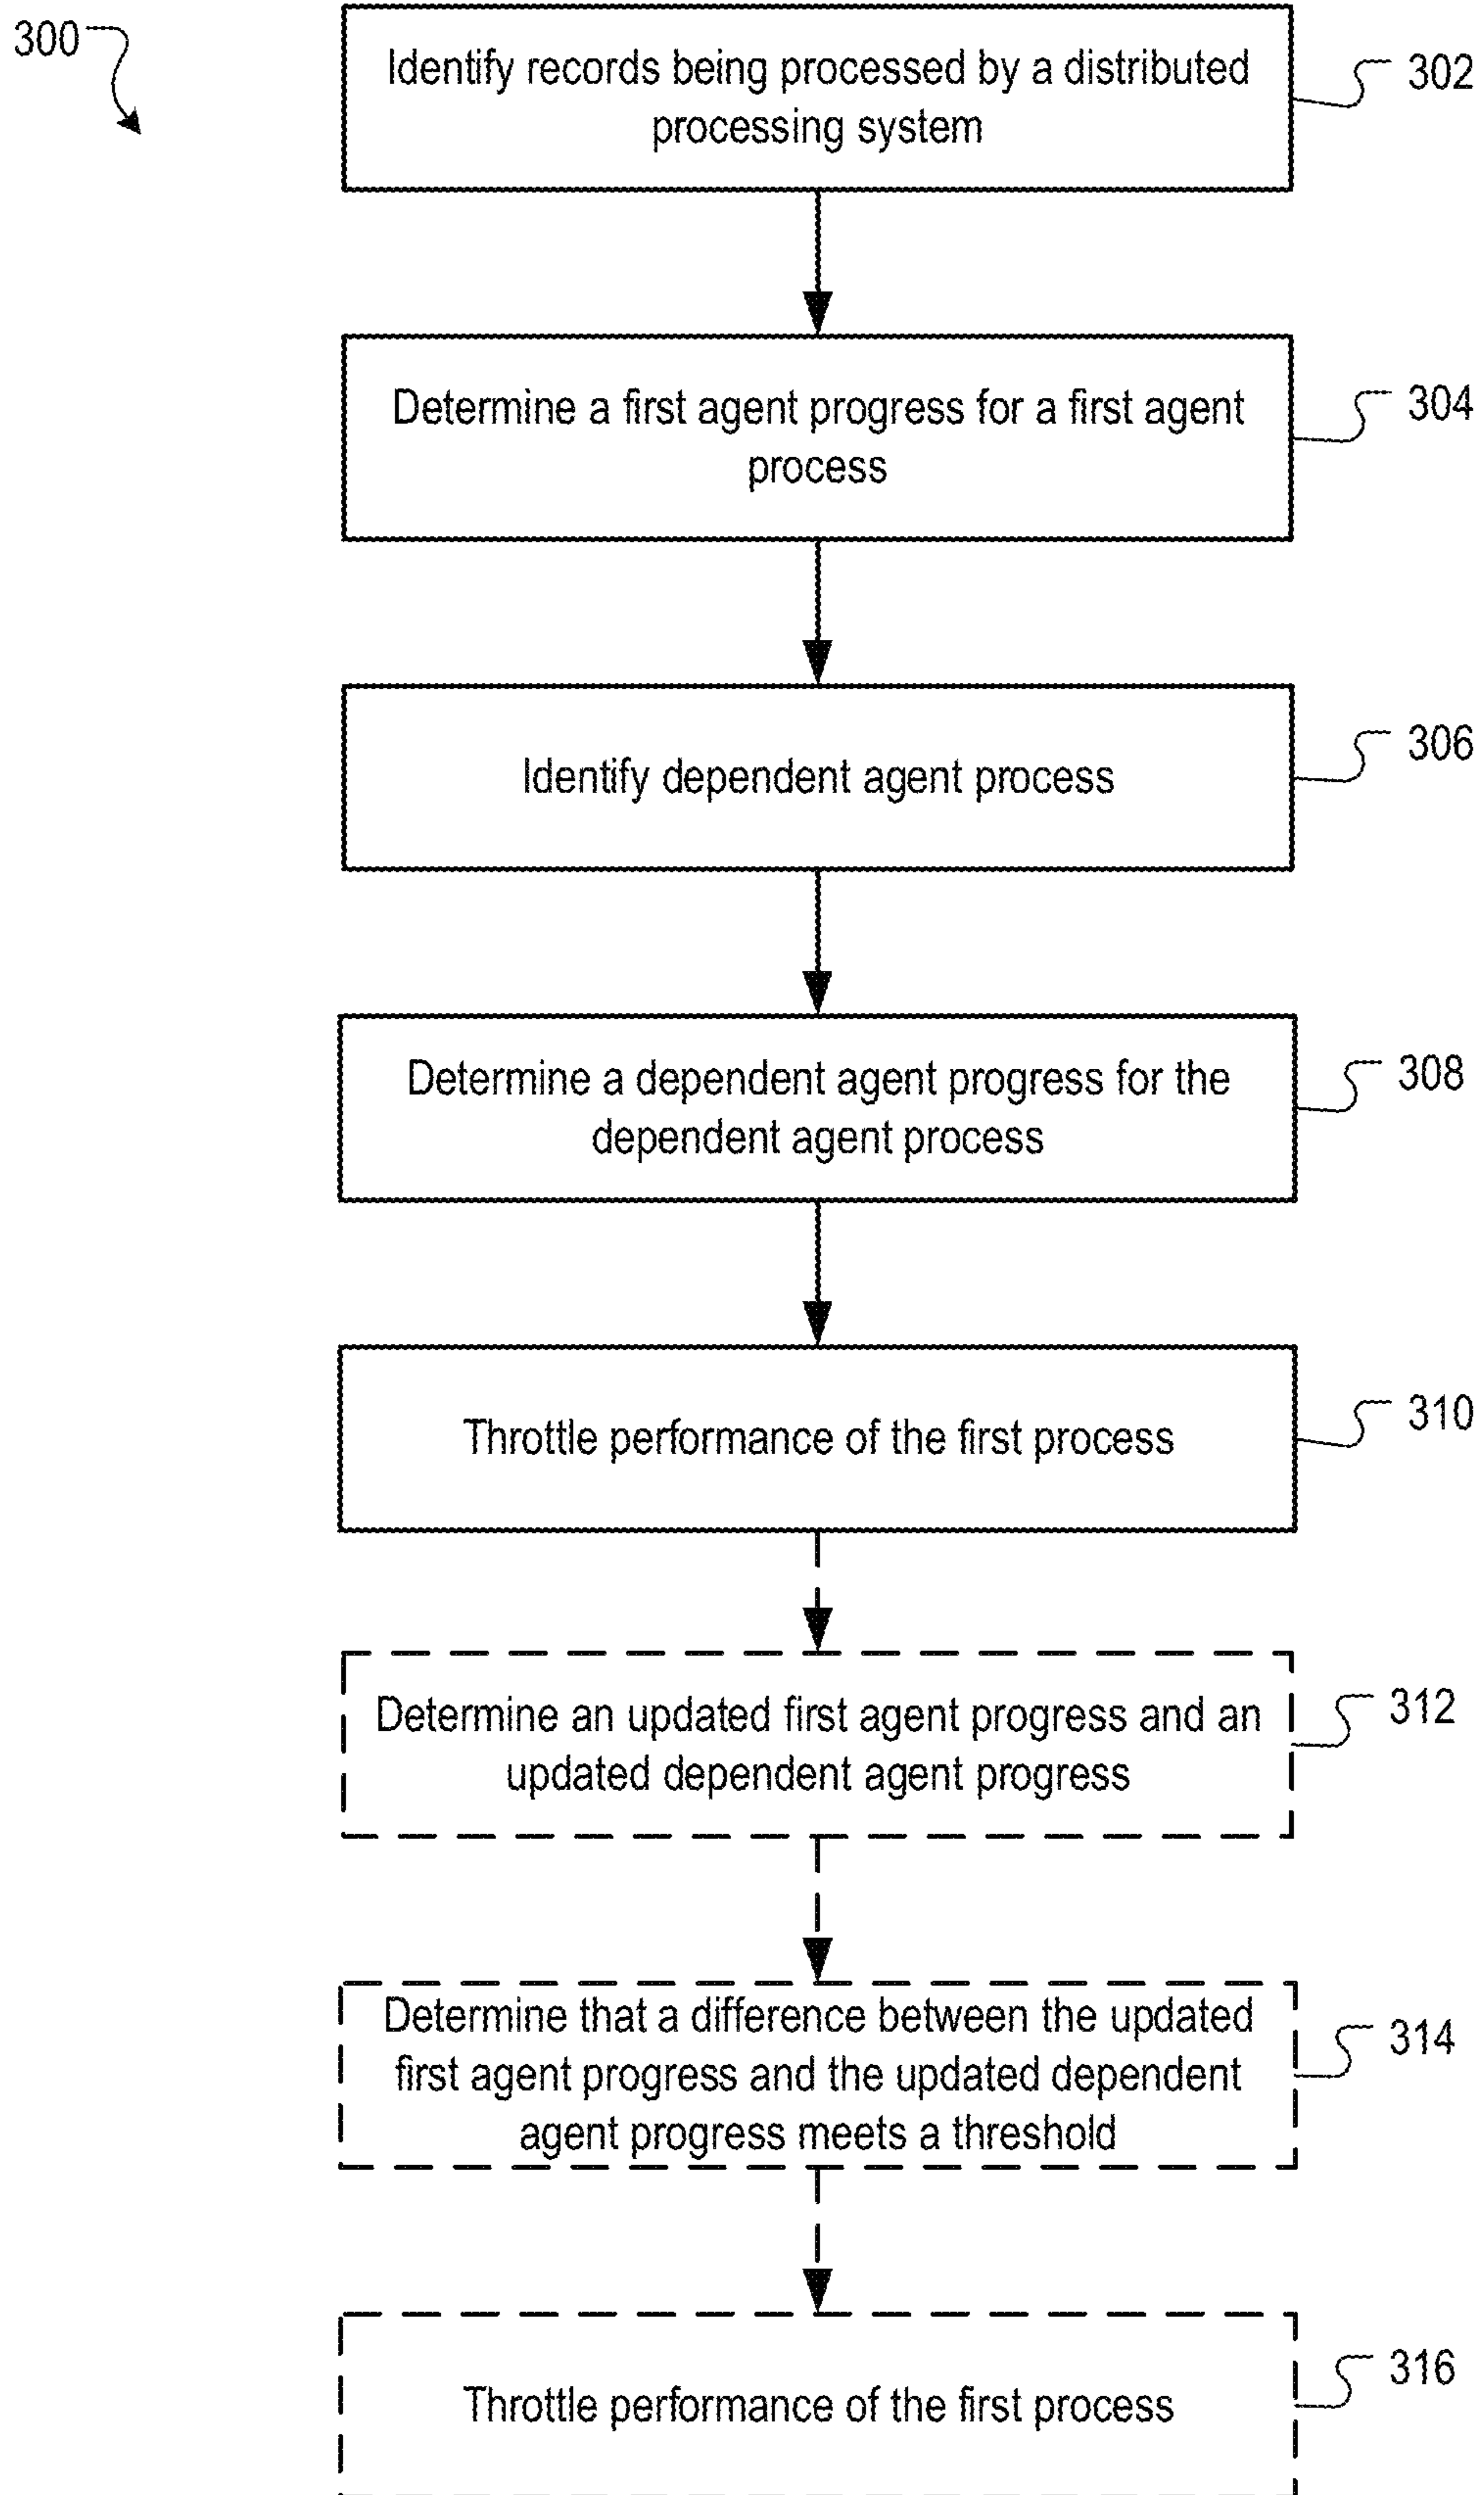 300
Identify records being processed by a distributed
processing system
302
Determine a first agent progress for a first agent
process
304
Identify dependent agent process
306
Determine a dependent agent progress for the
dependent agent process
308
Throttle performance of the first process
310
Determine an updated first agent progress and an
updated dependent agent progress
312
Determine that a difference between the updated
first agent progress and the updated dependent
agent progress meets a threshold
314
Throttle performance of the first process
316